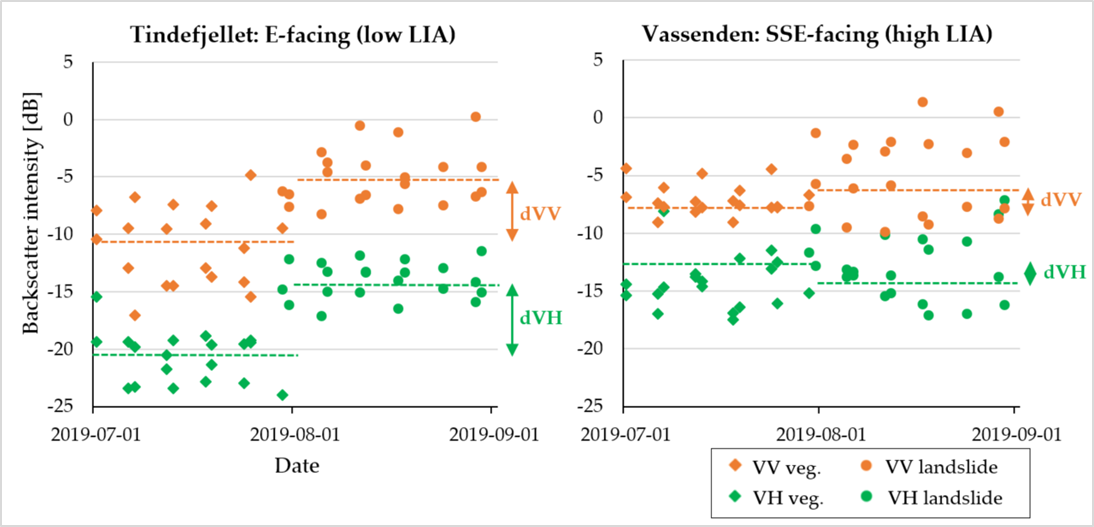 Tindefjellet: E-facing (low LIA)
Vassenden: SSE-facing (high LIA)
Backscatter intensity [dB]
5
0
-5
-10
-15
-20
-25
dVV
dVH
2019-07-01
2019-08-01
2019-09-01
Date
5
0
-5
-10
-15
-20
-25
dVV
dVH
2019-07-01
2019-08-01
2019-09-01
VV veg.
VV landslide
VH veg.
VH landslide